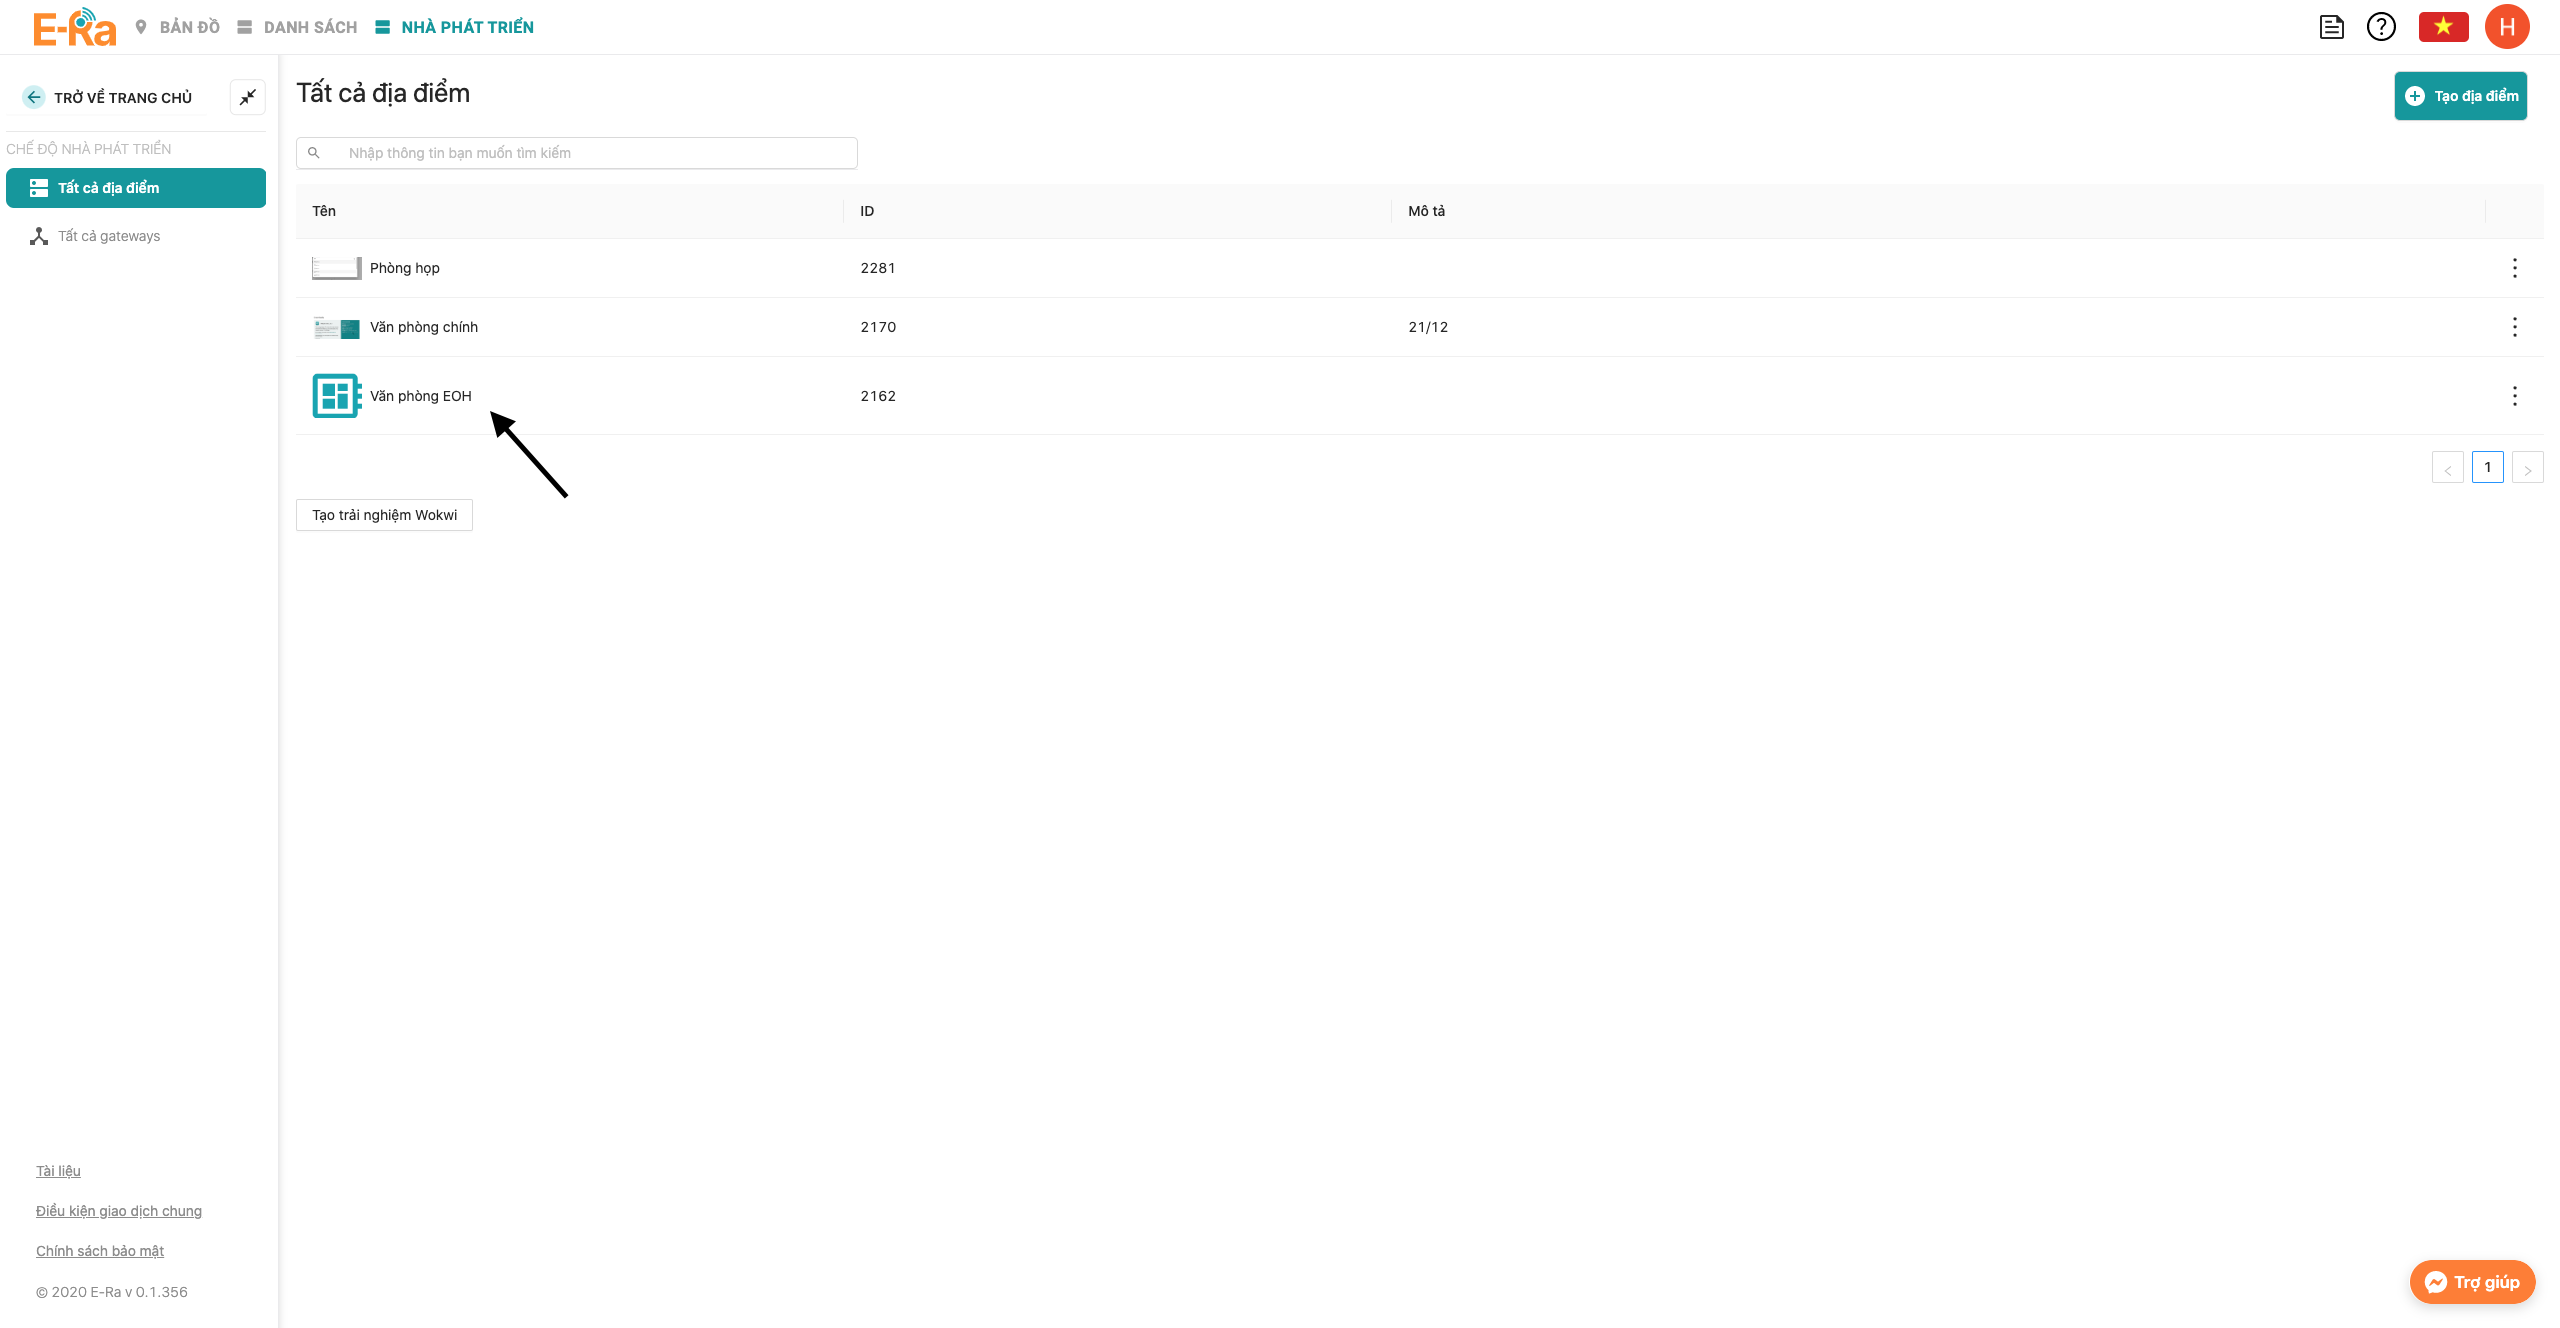 E-Ra BẢN ĐỒ DANH SÁCH NHÀ PHÁT TRIỂN H
TRỞ VỀ TRANG CHỦ
CHẾ ĐỘ NHÀ PHÁT TRIỂN
Tất cả địa điểm
Tất cả gateways
Tất cả địa điểm
Tạo địa điểm
Nhập thông tin bạn muốn tìm kiếm
Tên ID Mô tả
Phòng họp 2281
Văn phòng chính 2170 21/12
Văn phòng EOH 2162
< 1 >
Tạo trải nghiệm Wokwi
Tài liệu
Điều kiện giao dịch chung
Chính sách bảo mật
© 2020 E-Ra v 0.1.356
Trợ giúp